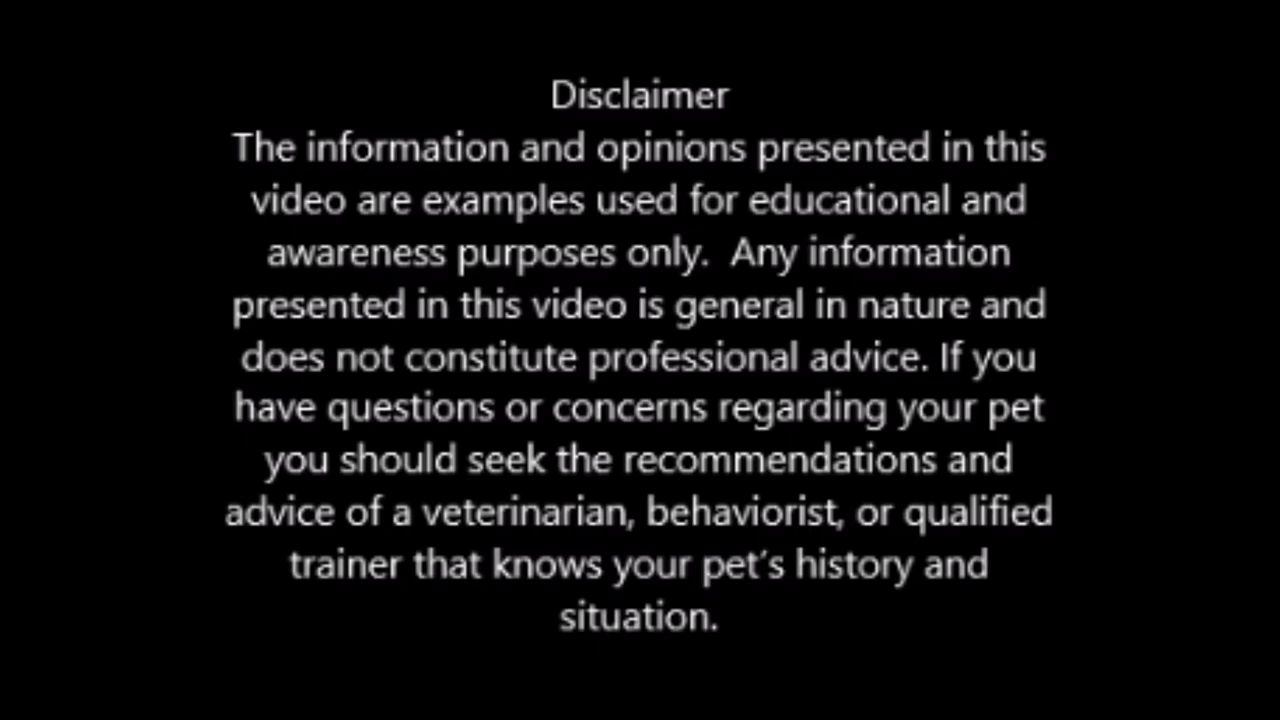 Disclaimer
The information and opinions presented in this
video are examples used for educational and
awareness purposes only.  Any information
presented in this video is general in nature and
does not constitute professional advice. If you
have questions or concerns regarding your pet
you should seek the recommendations and
advice of a veterinarian, behaviorist, or qualified
trainer that knows your pet’s history and
situation.